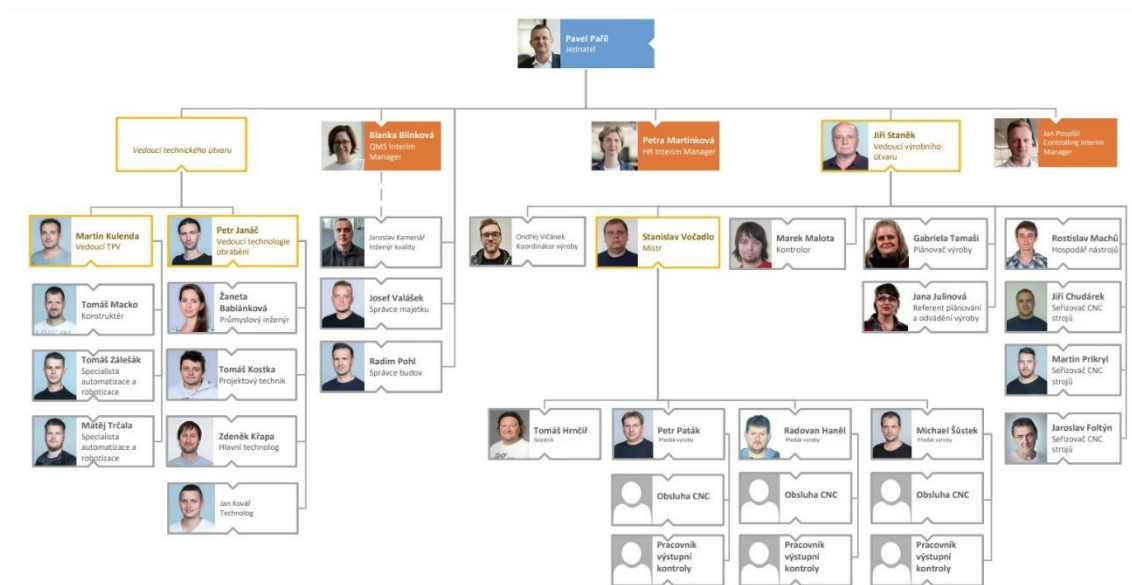 Pavel Pařil
Jednatel
Vedoucí technického útvaru
Blanka Blinková
QMS Interim
Manager
Petra Martinková
HR Interim Manager
Jiří Staněk
Vedoucí výrobního
útvaru
Jan Pospíšil
Controlling Interim
Manager
Martin Kulenda
Vedoucí TPV
Petr Janáč
Vedoucí technologie
obrábění
Jaroslav Kamenář
Inženýr kvality
Ondřej Vičánek
Koordinátor výroby
Stanislav Vočadlo
Mistr
Marek Malota
Kontrolor
Gabriela Tamaši
Plánovač výroby
Rostislav Machů
Hospodář nástrojů
Tomáš Macko
Konstruktér
Žaneta
Babiánková
Průmyslový inženýr
Josef Valášek
Správce majetku
Jana Julinová
Referent plánování
a odvádění výroby
Jiří Chudárek
Seřizovač CNC
strojů
Tomáš Zálešák
Specialista
automatizace a
robotizace
Tomáš Kostka
Projektový technik
Radim Pohl
Správce budov
Martin Prikryl
Seřizovač CNC
strojů
Matěj Trčala
Specialista
automatizace a
robotizace
Zdeněk Křapa
Hlavní technolog
Tomáš Hrnčíř
Skladník
Petr Paták
Předák výroby
Radovan Haněl
Předák výroby
Michael Šůstek
Předák výroby
Jaroslav Foltýn
Seřizovač CNC
strojů
Jan Kovář
Technolog
Obsluha CNC
Obsluha CNC
Obsluha CNC
Pracovník
výstupní
kontroly
Pracovník
výstupní
kontroly
Pracovník
výstupní
kontroly